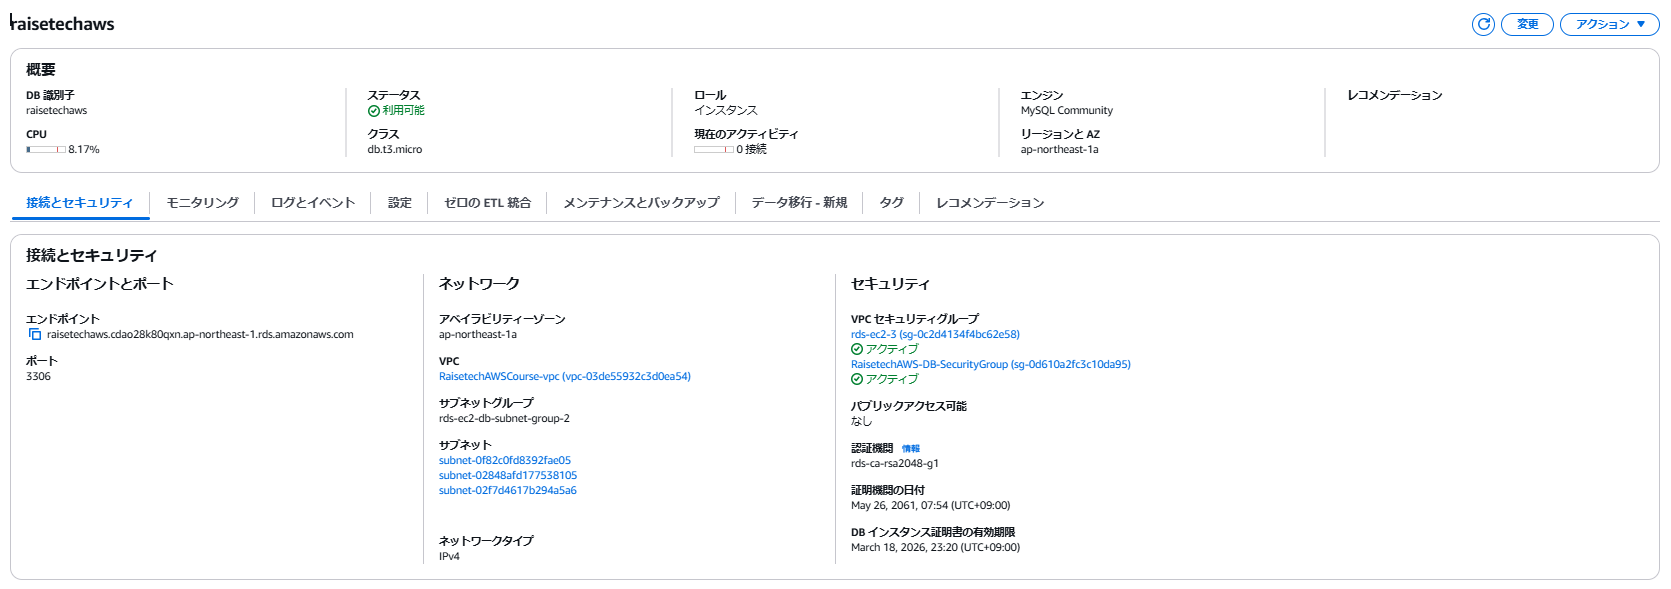 raisetechaws
変更
アクション ▼
概要
DB 識別子
raisetechaws
CPU
8.17%
ステータス
利用可能
クラス
db.t3.micro
ロール
インスタンス
現在のアクティビティ
0 接続
エンジン
MySQL Community
リージョンと AZ
ap-northeast-1a
レコメンデーション
接続とセキュリティ
モニタリング
ログとイベント
設定
ゼロの ETL 統合
メンテナンスとバックアップ
データ移行 - 新規
タグ
レコメンデーション
接続とセキュリティ
エンドポイントとポート
エンドポイント
raisetechaws.cdao28k80qxn.ap-northeast-1.rds.amazonaws.com
ポート
3306
ネットワーク
アベイラビリティーゾーン
ap-northeast-1a
VPC
RaisetechAWSCourse-vpc (vpc-03de55932c3d0ea54)
サブネットグループ
rds-ec2-db-subnet-group-2
サブネット
subnet-0f82c0fd8392fae05
subnet-02848afd177538105
subnet-02f7d4617b294a5a6
ネットワークタイプ
IPv4
セキュリティ
VPC セキュリティグループ
rds-ec2-3 (sg-0c2d4134f4bc62e58)
アクティブ
RaisetechAWS-DB-SecurityGroup (sg-0d610a2fc3c10da95)
アクティブ
パブリックアクセス可能
なし
認証機関 情報
rds-ca-rsa2048-g1
証明機関の日付
May 26, 2061, 07:54 (UTC+09:00)
DB インスタンス証明書の有効期限
March 18, 2026, 23:20 (UTC+09:00)